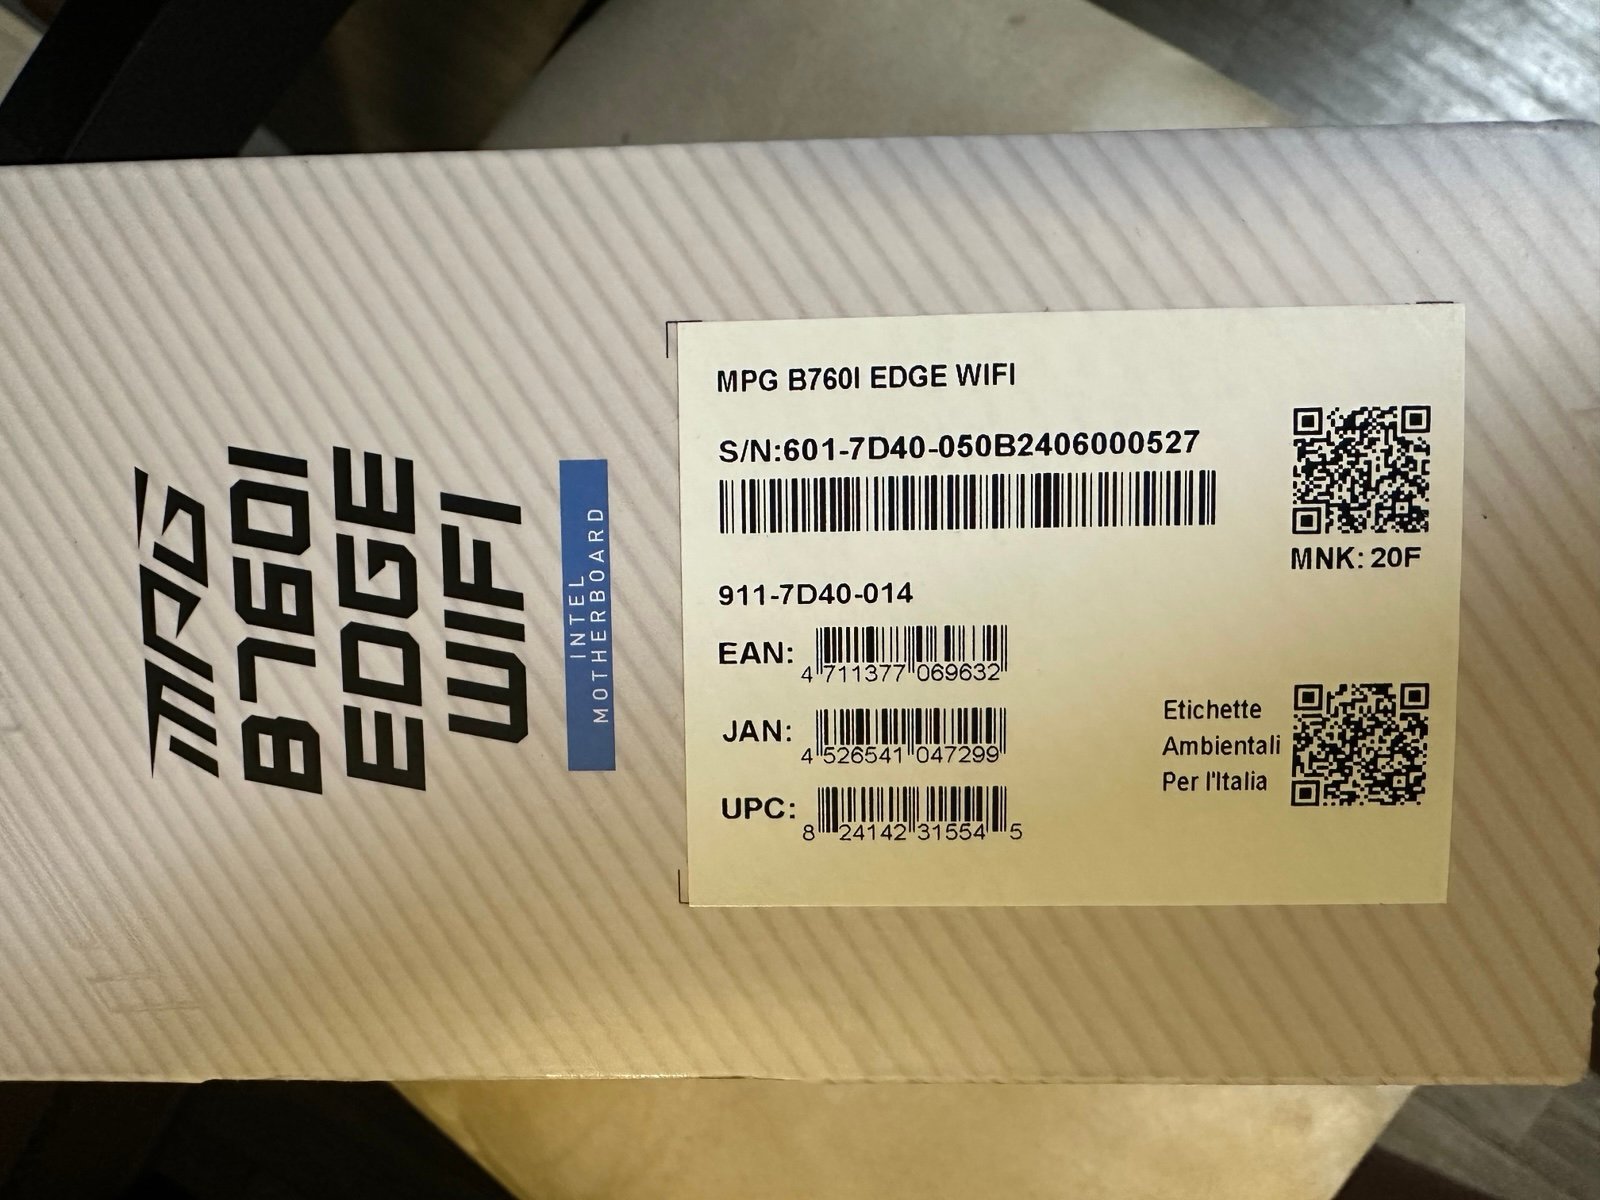 MPG
B760I
EDGE
WIFI
INTEL
MOTHERBOARD
MPG B760I EDGE WIFI
S/N:601-7D40-050B2406000527
MNK: 20F
911-7D40-014
EAN:
4 711377 069632
JAN:
4 526541 047299
UPC:
8 24142 31554 5
Etichette
Ambientali
Per l'Italia